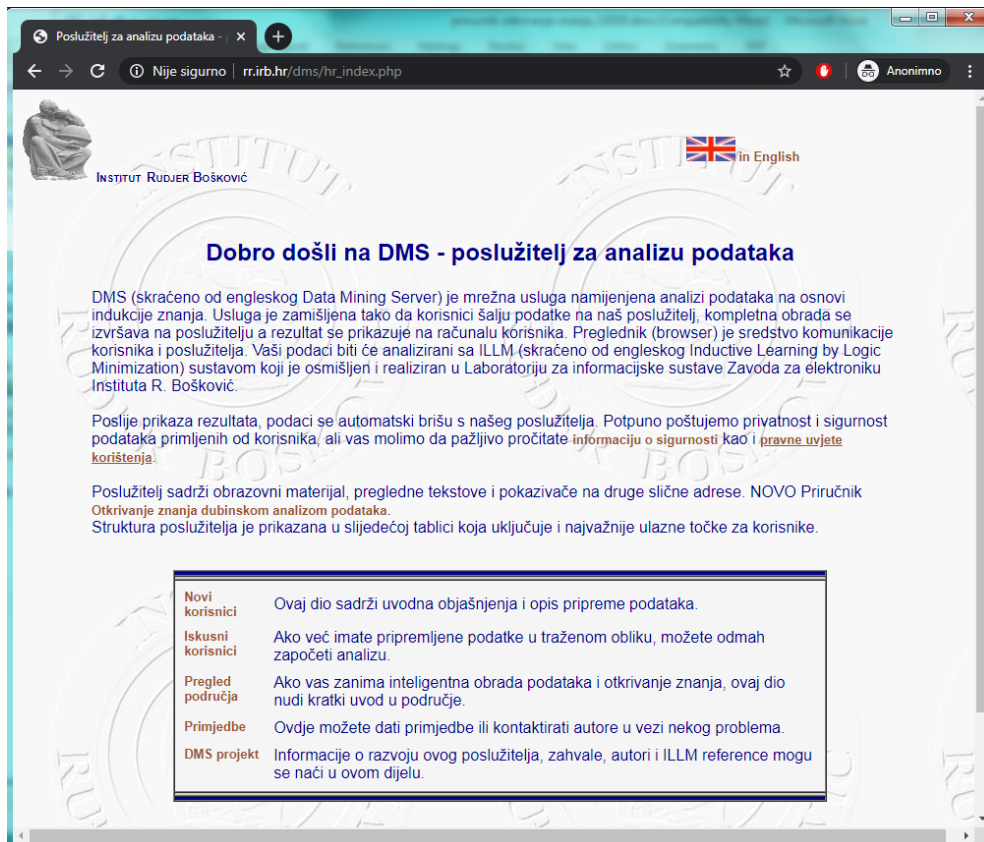 Poslužitelj za analizu podataka - |
Nije sigurno
rr.irb.hr/dms/hr_index.php
Anonimno
INSTITUT RUDJER BOŠKOVIĆ
in English
Dobro došli na DMS - poslužitelj za analizu podataka
DMS (skraćeno od engleskog Data Mining Server) je mrežna usluga namijenjena analizi podataka na osnovi
indukcije znanja. Usluga je zamišljena tako da korisnici šalju podatke na naš poslužitelj, kompletna obrada se
izvršava na poslužitelju a rezultat se prikazuje na računalu korisnika. Preglednik (browser) je sredstvo komunikacije
korisnika i poslužitelja. Vaši podaci biti će analizirani sa ILLM (skraćeno od engleskog Inductive Learning by Logic
Minimization) sustavom koji je osmišljen i realiziran u Laboratoriju za informacijske sustave Zavoda za elektroniku
Instituta R. Bošković.
Poslije prikaza rezultata, podaci se automatski brišu s našeg poslužitelja. Potpuno poštujemo privatnost i sigurnost
podataka primljenih od korisnika, ali vas molimo da pažljivo pročitate informaciju o sigurnosti kao i pravne uvjete
korištenja.
Poslužitelj sadrži obrazovni materijal, pregledne tekstove i pokazivače na druge slične adrese. NOVO Priručnik
Otkrivanje znanja dubinskom analizom podataka.
Struktura poslužitelja je prikazana u slijedećoj tablici koja uključuje i najvažnije ulazne točke za korisnike.
Novi
korisnici
Ovaj dio sadrži uvodna objašnjenja i opis pripreme podataka.
Iskusni
korisnici
Ako već imate pripremljene podatke u traženom obliku, možete odmah
započeti analizu.
Pregled
područja
Ako vas zanima inteligentna obrada podataka i otkrivanje znanja, ovaj dio
nudi kratki uvod u područje.
Primjedbe
Ovdje možete dati primjedbe ili kontaktirati autore u vezi nekog problema.
DMS projekt
Informacije o razvoju ovog poslužitelja, zahvale, autori i ILLM reference mogu
se naći u ovom dijelu.